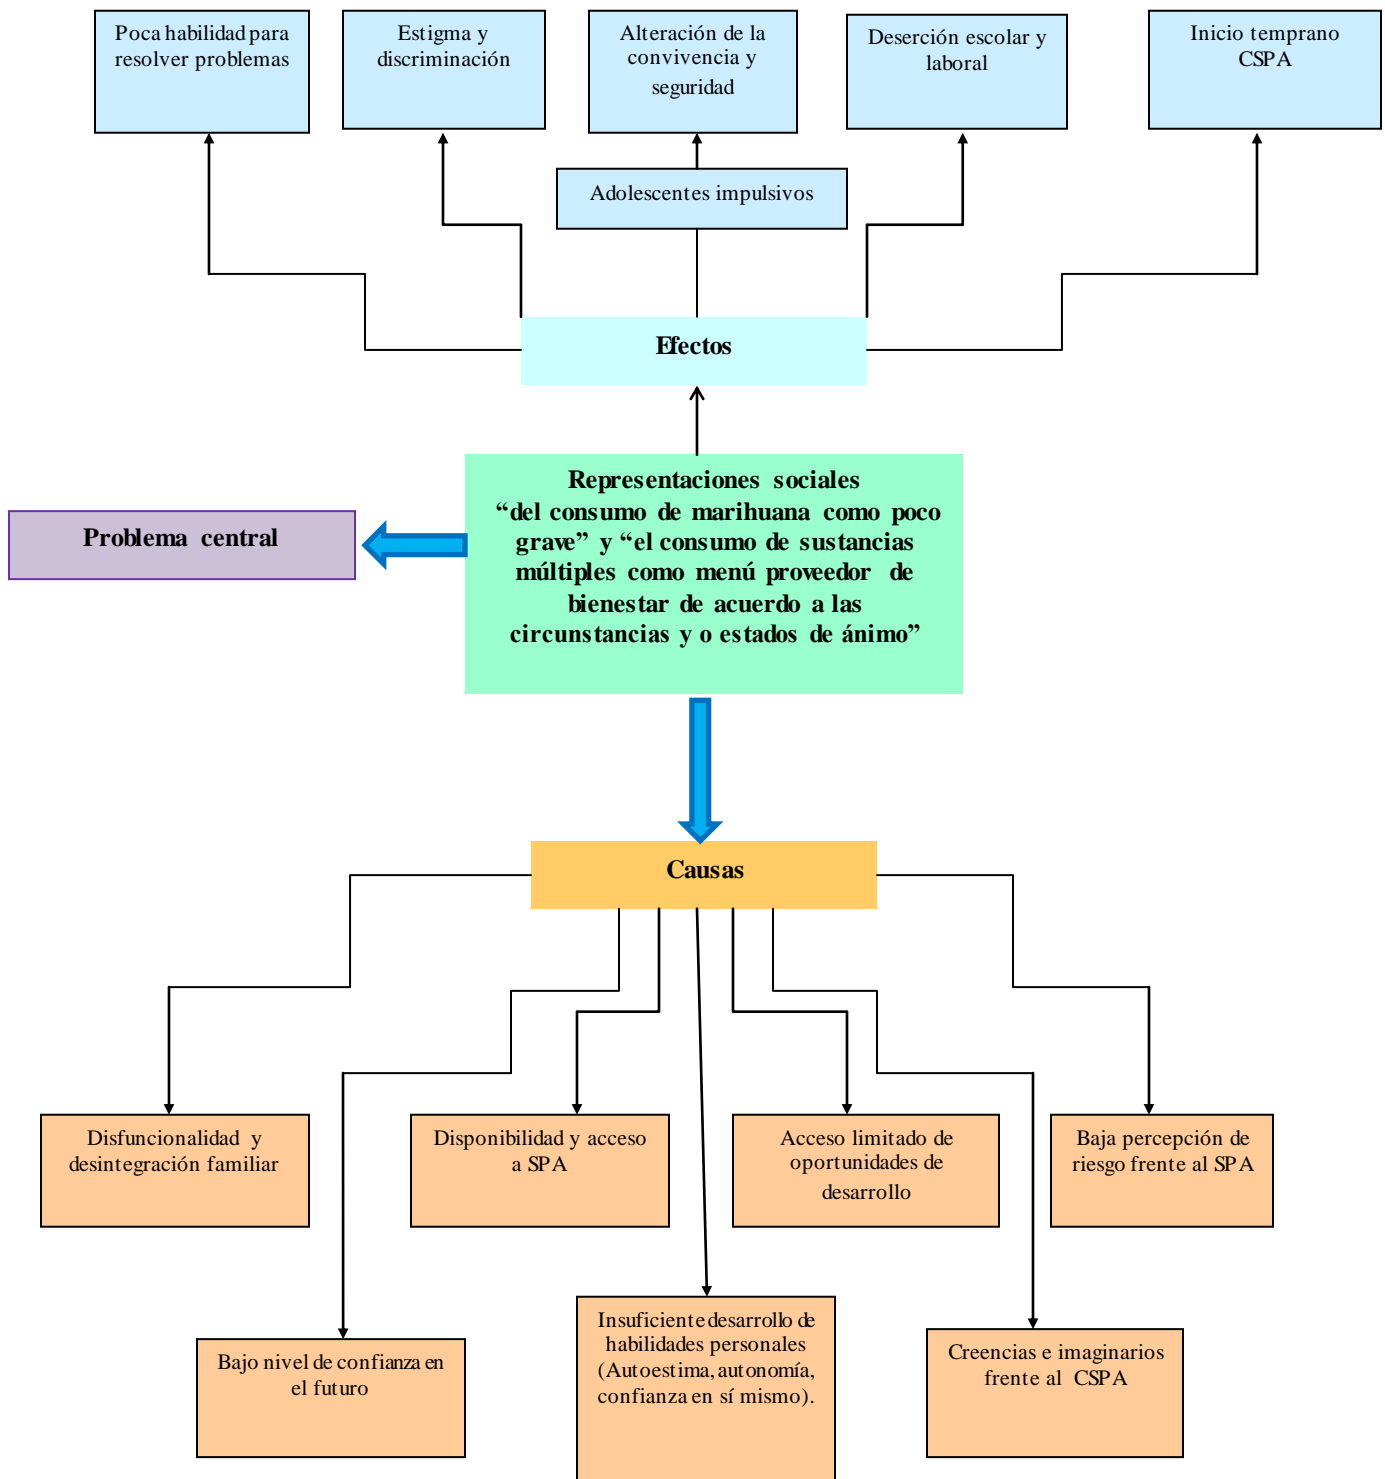 Poca habilidad para
resolver problemas
Estigma y
discriminación
Alteración de la
convivencia y
seguridad
Deserción escolar y
laboral
Inicio temprano
CSPA
Adolescentes impulsivos
Efectos
Representaciones sociales
“del consumo de marihuana como poco
grave” y “el consumo de sustancias
múltiples como menú proveedor de
bienestar de acuerdo a las
circunstancias y o estados de ánimo”
Problema central
Causas
Disfuncionalidad y
desintegración familiar
Disponibilidad y acceso
a SPA
Acceso limitado de
oportunidades de
desarrollo
Baja percepción de
riesgo frente al SPA
Bajo nivel de confianza en
el futuro
Insuficiente desarrollo de
habilidades personales
(Autoestima, autonomía,
confianza en sí mismo).
Creencias e imaginarios
frente al CSPA